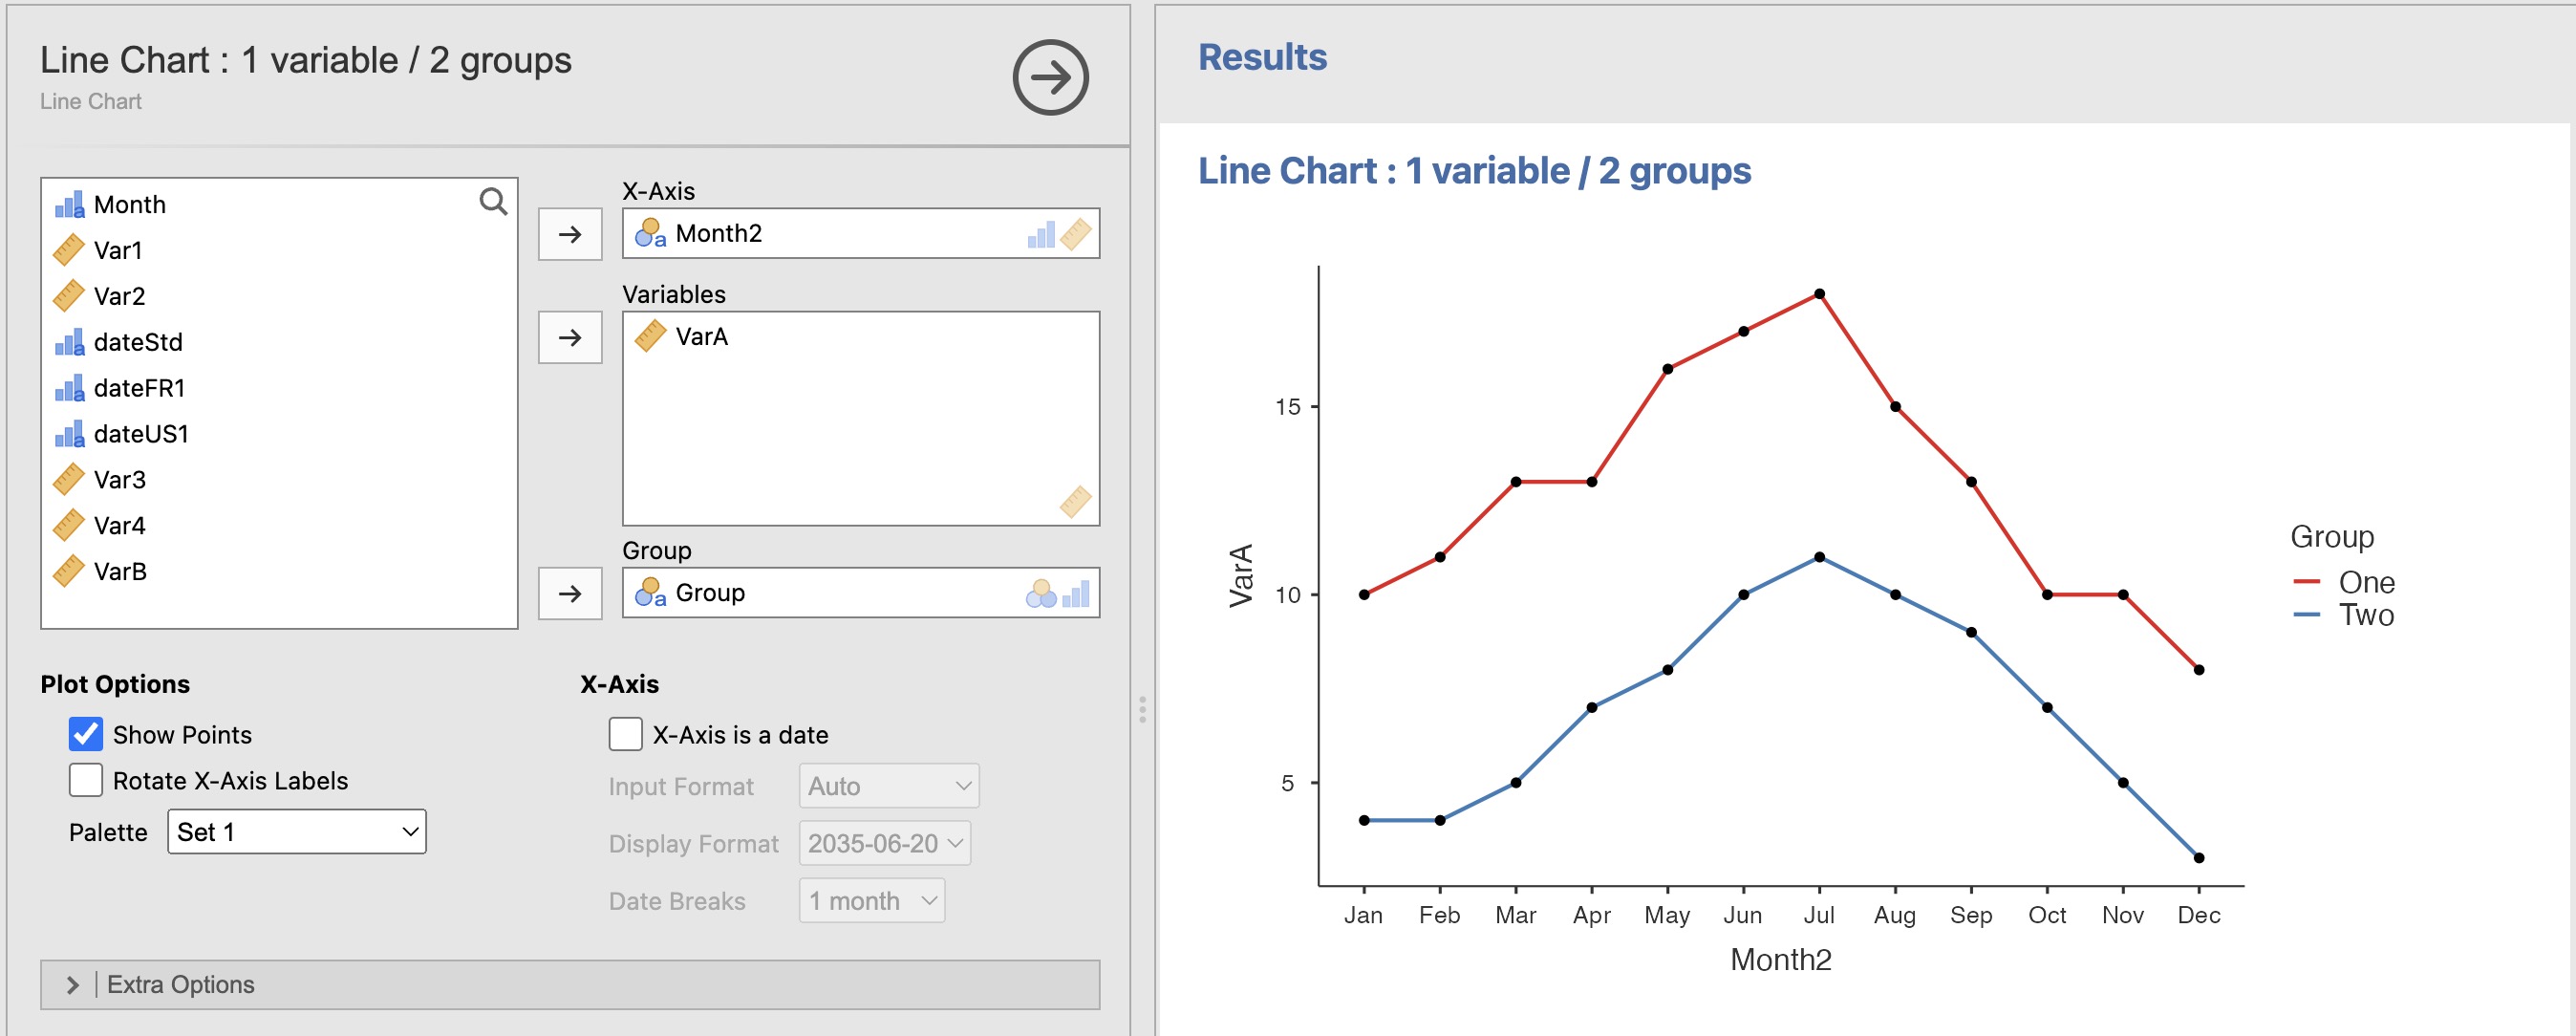 Line Chart : 1 variable / 2 groups
Line Chart
Month
Var1
Var2
dateStd
dateFR1
dateUS1
Var3
Var4
VarB
X-Axis
Month2
Variables
VarA
Group
Group
Plot Options
Show Points
Rotate X-Axis Labels
Palette Set 1
X-Axis
X-Axis is a date
Input Format Auto
Display Format 2035-06-20
Date Breaks 1 month
Extra Options
Results
Line Chart : 1 variable / 2 groups
VarA
15
10
5
Jan Feb Mar Apr May Jun Jul Aug Sep Oct Nov Dec
Month2
Group
One
Two